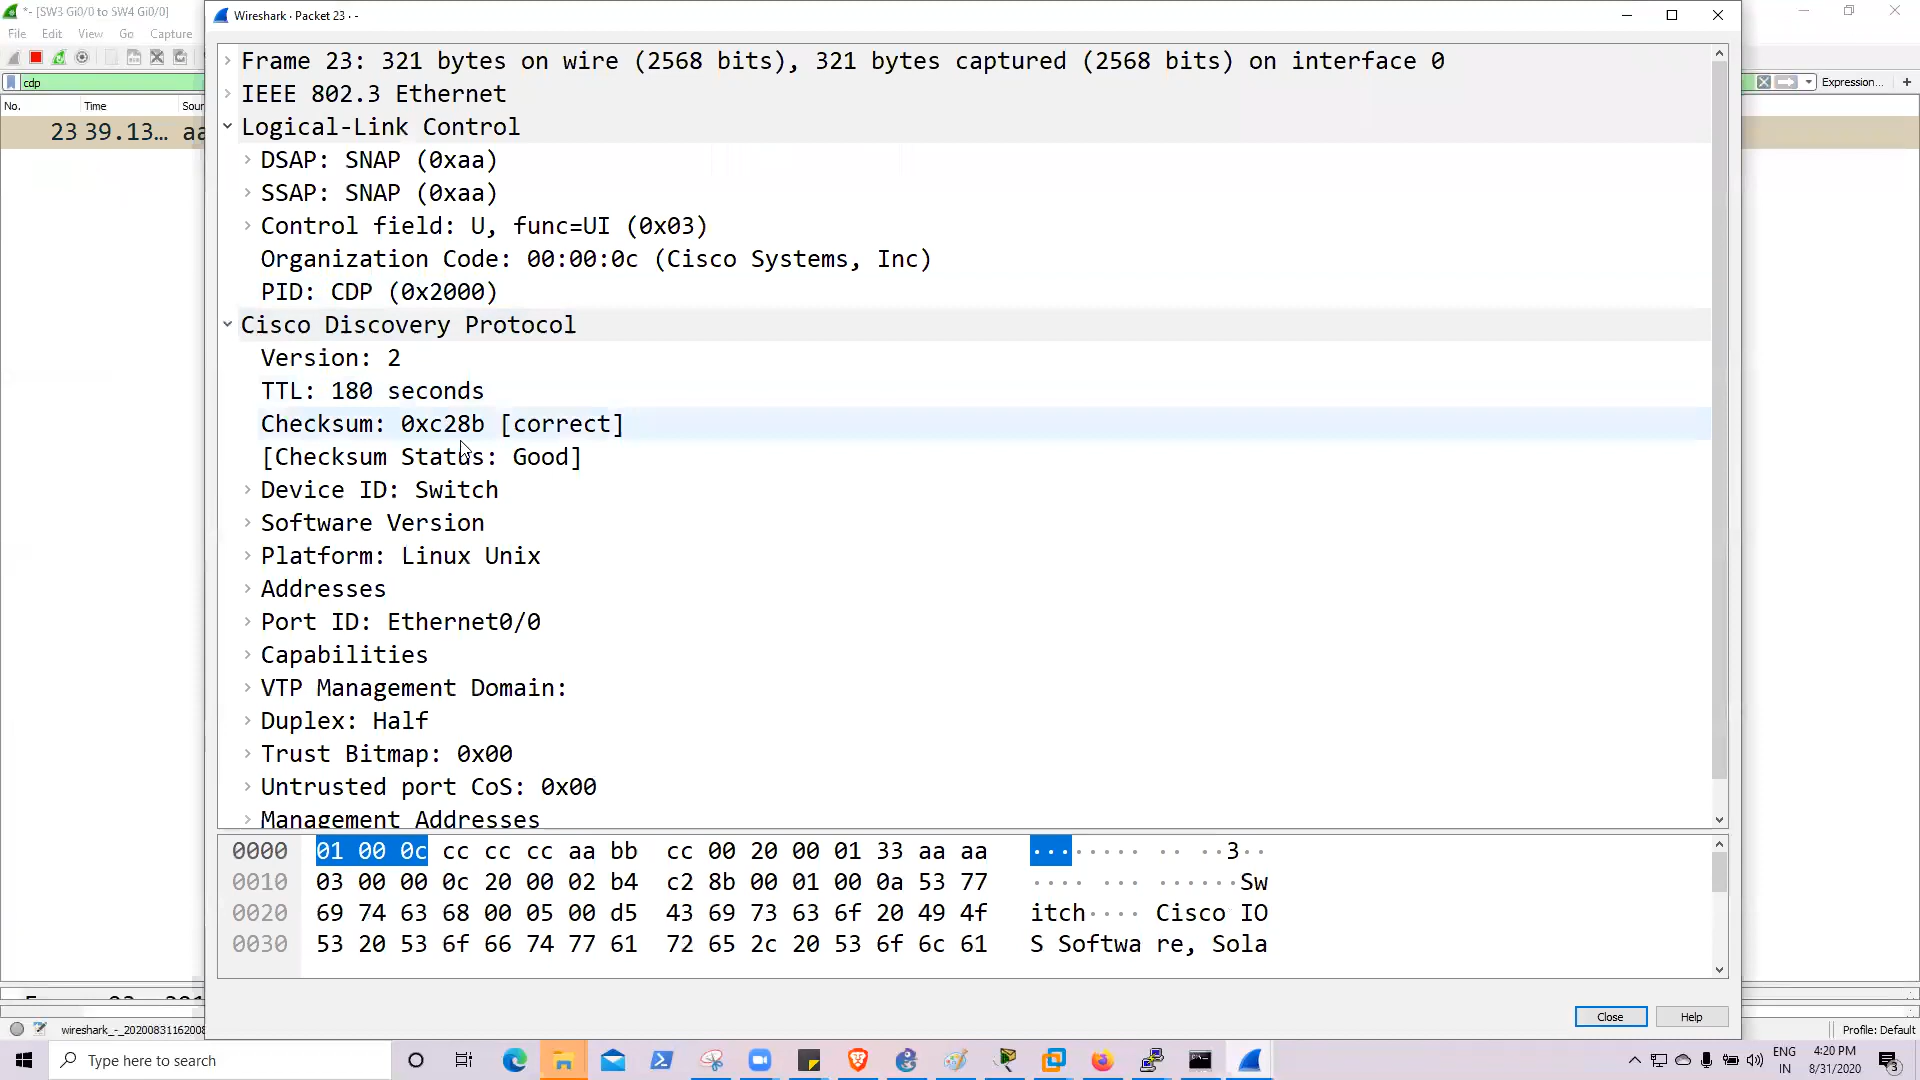 *- [SW3 Gi0/0 to SW4 Gi0/0]
File Edit View Go Capture
cdp
Expression... +
No. Time Sour
23 39.13... aa
Wireshark · Packet 23 · -
Frame 23: 321 bytes on wire (2568 bits), 321 bytes captured (2568 bits) on interface 0
IEEE 802.3 Ethernet
Logical-Link Control
DSAP: SNAP (0xaa)
SSAP: SNAP (0xaa)
Control field: U, func=UI (0x03)
Organization Code: 00:00:0c (Cisco Systems, Inc)
PID: CDP (0x2000)
Cisco Discovery Protocol
Version: 2
TTL: 180 seconds
Checksum: 0xc28b [correct]
[Checksum Status: Good]
Device ID: Switch
Software Version
Platform: Linux Unix
Addresses
Port ID: Ethernet0/0
Capabilities
VTP Management Domain:
Duplex: Half
Trust Bitmap: 0x00
Untrusted port CoS: 0x00
Management Addresses
0000 01 00 0c cc cc cc aa bb cc 00 20 00 01 33 aa aa ········ ·· ··3··
0010 03 00 00 0c 20 00 02 b4 c2 8b 00 01 00 0a 53 77 ···· ··· ······Sw
0020 69 74 63 68 00 05 00 d5 43 69 73 63 6f 20 49 4f itch···· Cisco IO
0030 53 20 53 6f 66 74 77 61 72 65 2c 20 53 6f 6c 61 S Softwa re, Sola
Close Help
wireshark_-_20200831162008
Profile: Default
Type here to search
ENG
IN
4:20 PM
8/31/2020
3